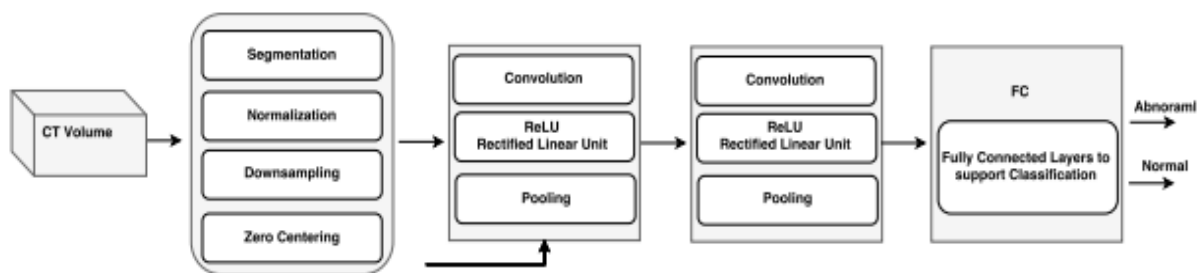 CT Volume
Segmentation
Normalization
Downsampling
Zero Centering
Convolution
ReLU
Rectified Linear Unit
Pooling
Convolution
ReLU
Rectified Linear Unit
Pooling
FC
Fully Connected Layers to
support Classification
Abnoraml
Normal